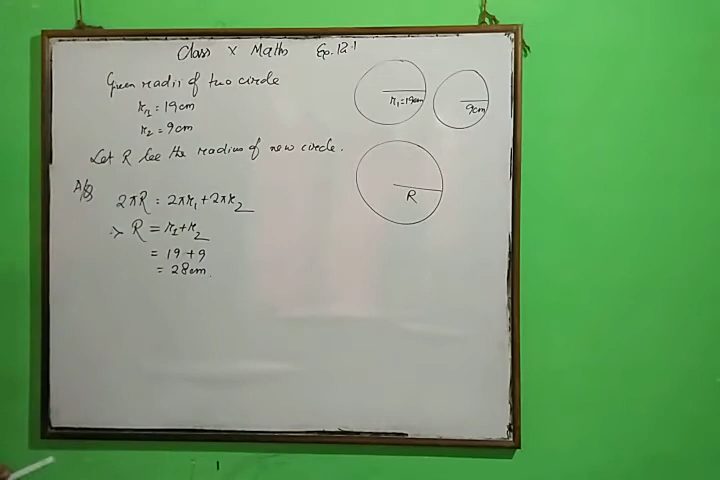 Class X Maths Ex. 12.1
Given radii of two circle
r₁ = 19cm
r₂ = 9cm
Let R be the radius of new circle.
A/Q
2πR = 2πr₁ + 2πr₂
⇒ R = r₁ + r₂
= 19 + 9
= 28cm.
r₁ = 19cm
9cm
R